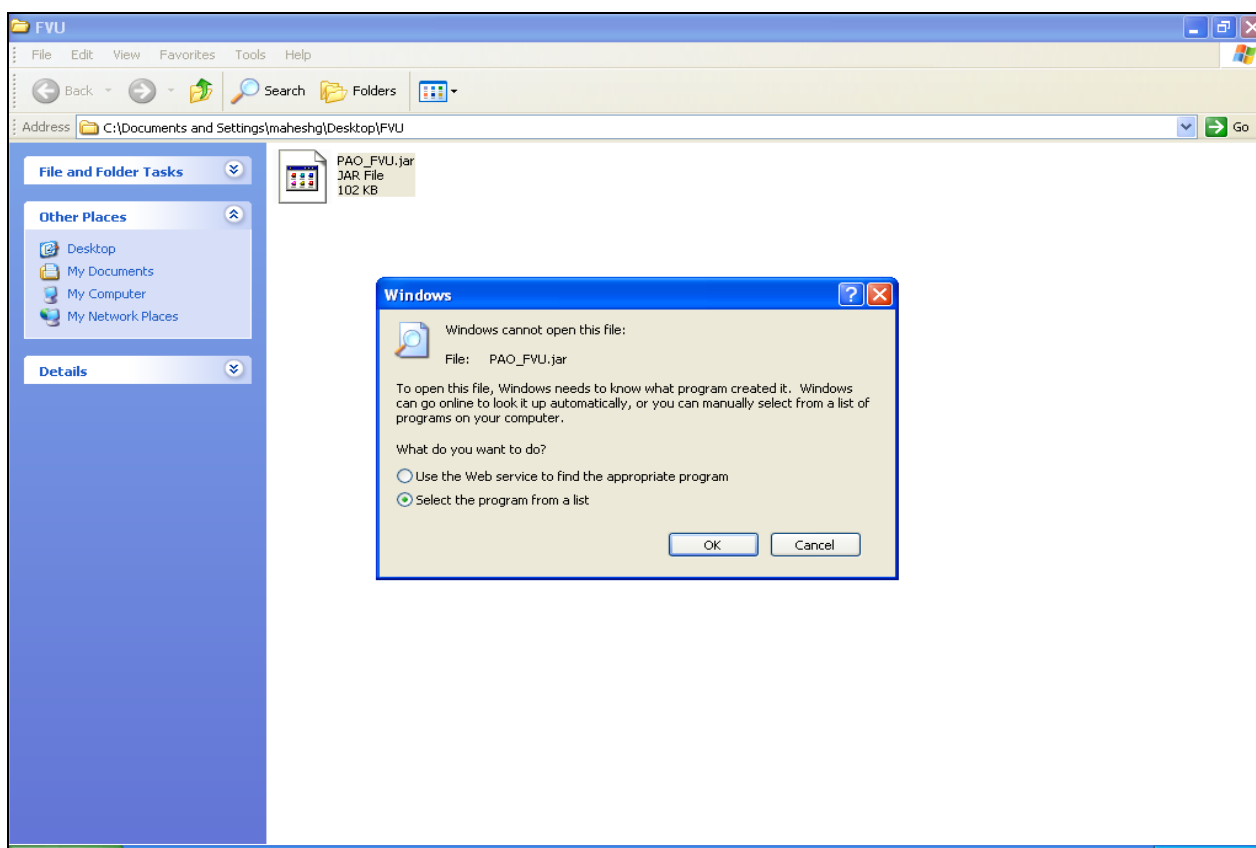 FVU
File Edit View Favorites Tools Help
Back Search Folders
Address C:\Documents and Settings\maheshg\Desktop\FVU Go
File and Folder Tasks
Other Places
Desktop
My Documents
My Computer
My Network Places
Details
PAO_FVU.jar
JAR File
102 KB
Windows
Windows cannot open this file:
File: PAO_FVU.jar
To open this file, Windows needs to know what program created it. Windows
can go online to look it up automatically, or you can manually select from a list of
programs on your computer.
What do you want to do?
Use the Web service to find the appropriate program
Select the program from a list
OK Cancel